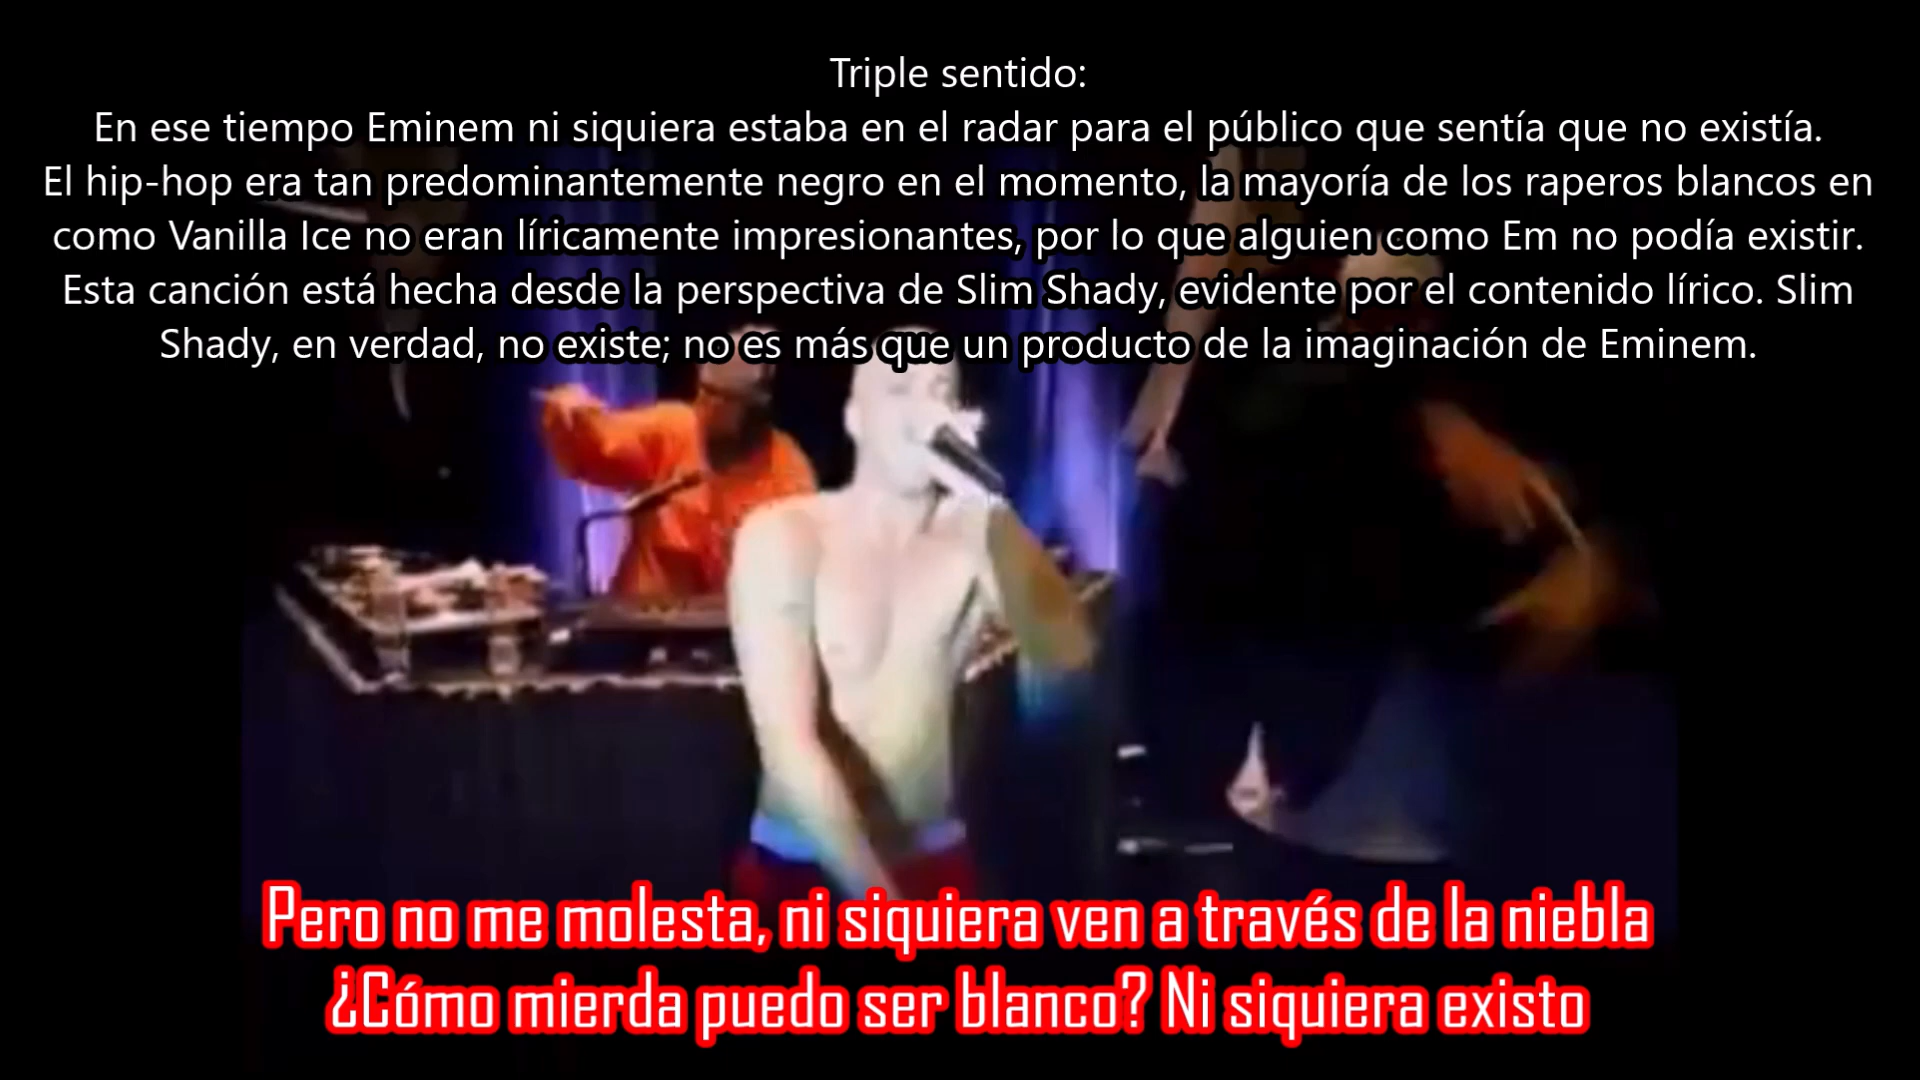 Triple sentido:
En ese tiempo Eminem ni siquiera estaba en el radar para el público que sentía que no existía.
El hip-hop era tan predominantemente negro en el momento, la mayoría de los raperos blancos en
como Vanilla Ice no eran líricamente impresionantes, por lo que alguien como Em no podía existir.
Esta canción está hecha desde la perspectiva de Slim Shady, evidente por el contenido lírico. Slim
Shady, en verdad, no existe; no es más que un producto de la imaginación de Eminem.
Pero no me molesta, ni siquiera ven a través de la niebla
¿Cómo mierda puedo ser blanco? Ni siquiera existo